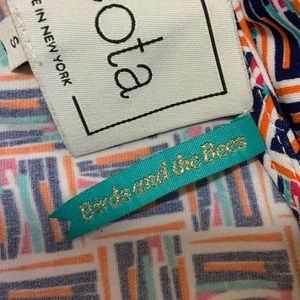 ota
E IN NEW YORK
S
Birds and the Bees